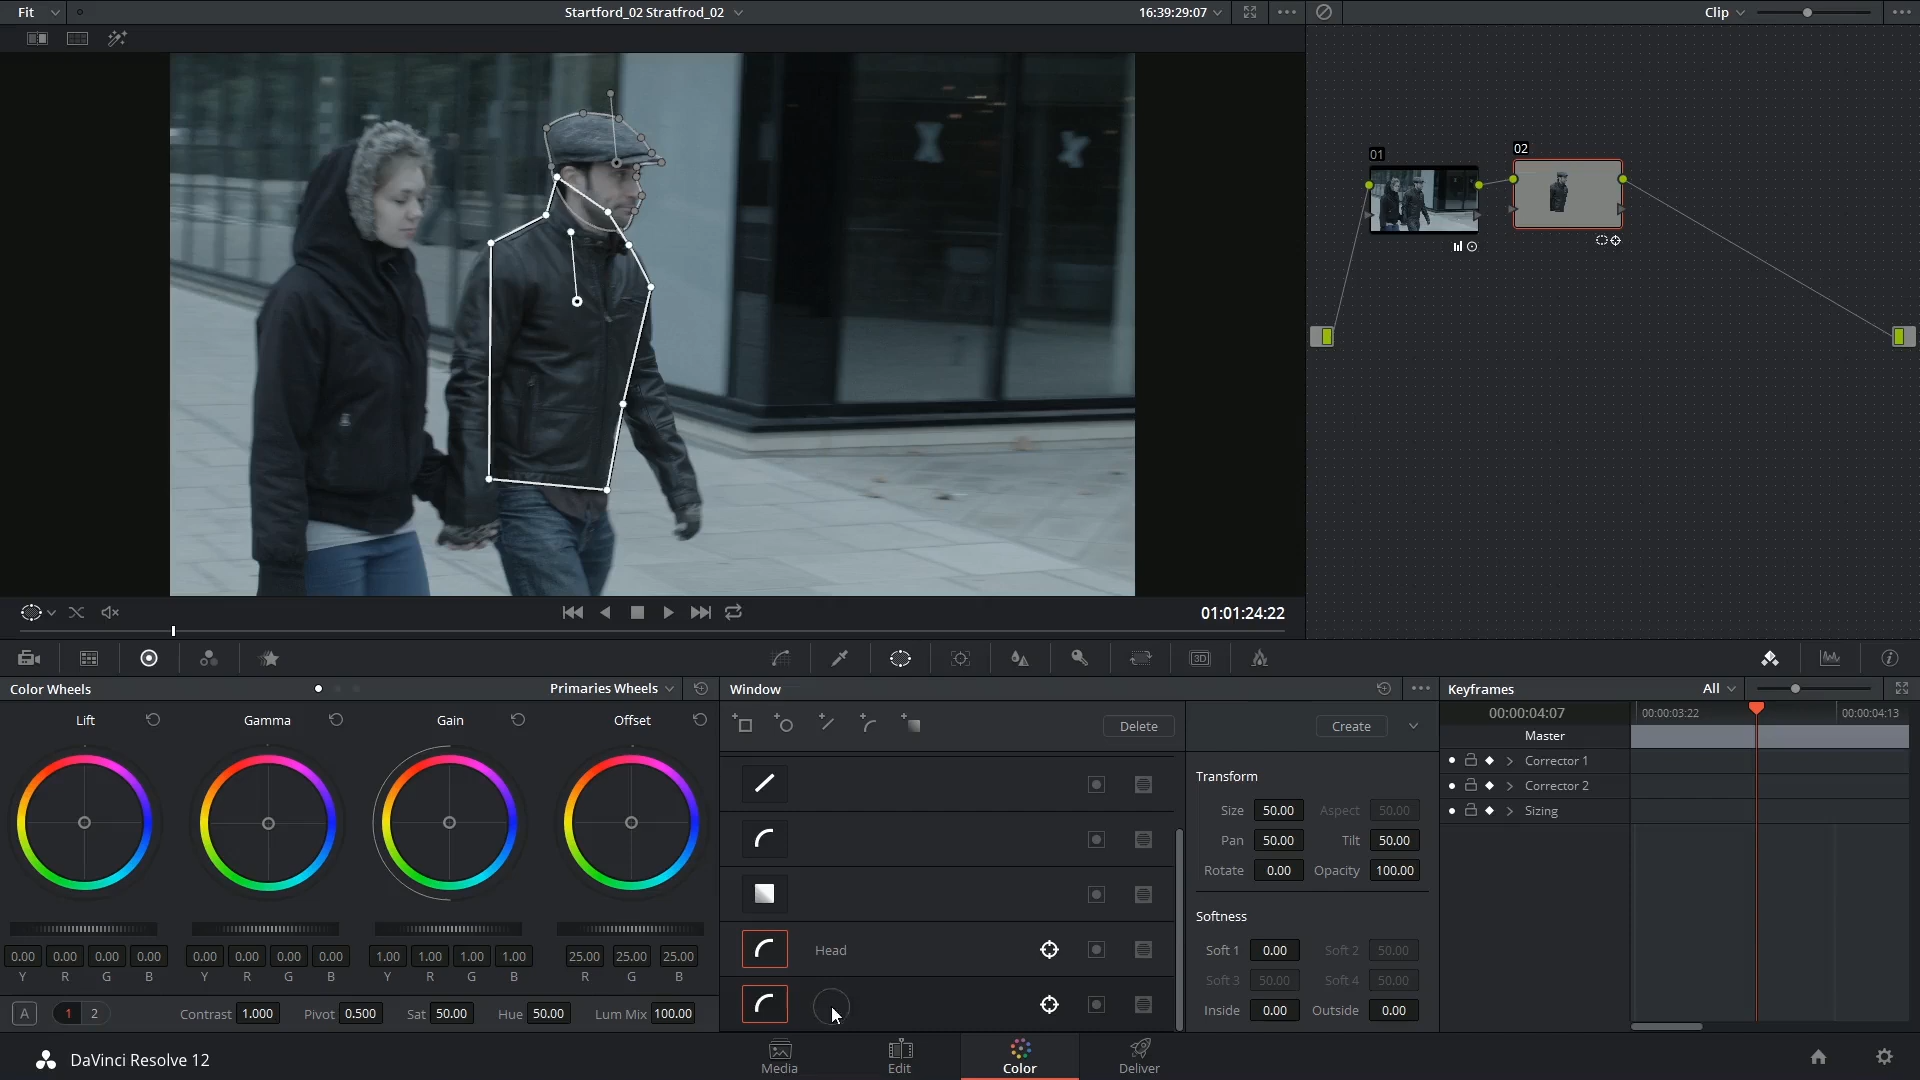 Fit
Startford_02 Stratfrod_02
16:39:29:07
Clip
01
02
01:01:24:22
3D
Color Wheels
Primaries Wheels
Window
Keyframes
All
Lift
Gamma
Gain
Offset
Delete
Create
00:00:04:07
00:00:03:22
00:00:04:13
Master
Corrector 1
Corrector 2
Sizing
Transform
Size 50.00 Aspect 50.00
Pan 50.00 Tilt 50.00
Rotate 0.00 Opacity 100.00
Softness
Soft 1 0.00 Soft 2 50.00
Soft 3 50.00 Soft 4 50.00
Inside 0.00 Outside 0.00
Head
0.00 0.00 0.00 0.00
Y R G B
0.00 0.00 0.00 0.00
Y R G B
1.00 1.00 1.00 1.00
Y R G B
25.00 25.00 25.00
R G B
A 1 2 Contrast 1.000 Pivot 0.500 Sat 50.00 Hue 50.00 Lum Mix 100.00
DaVinci Resolve 12
Media
Edit
Color
Deliver